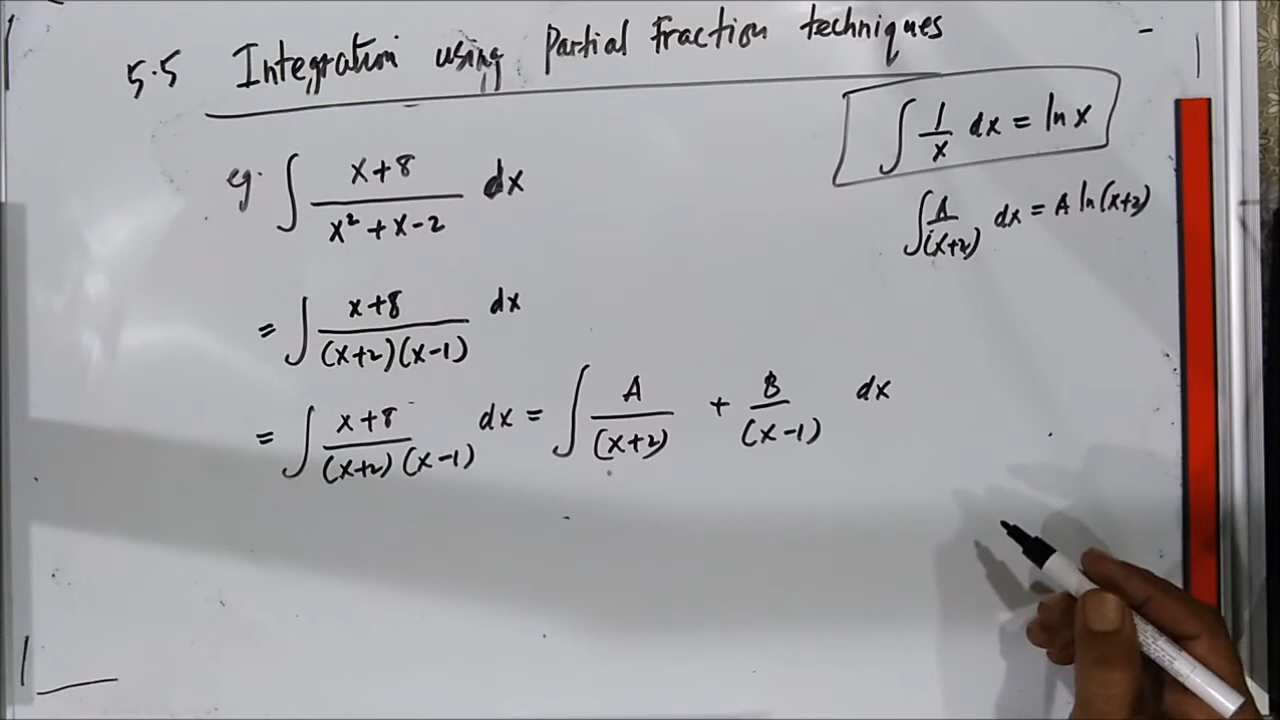 5.5 Integration using Partial Fraction techniques
∫ 1/x dx = ln x
eg. ∫ (x+8)/(x²+x-2) dx
∫ A/(x+2) dx = A ln(x+2)
= ∫ (x+8)/((x+2)(x-1)) dx
= ∫ (x+8)/((x+2)(x-1)) dx = ∫ A/(x+2) + B/(x-1) dx